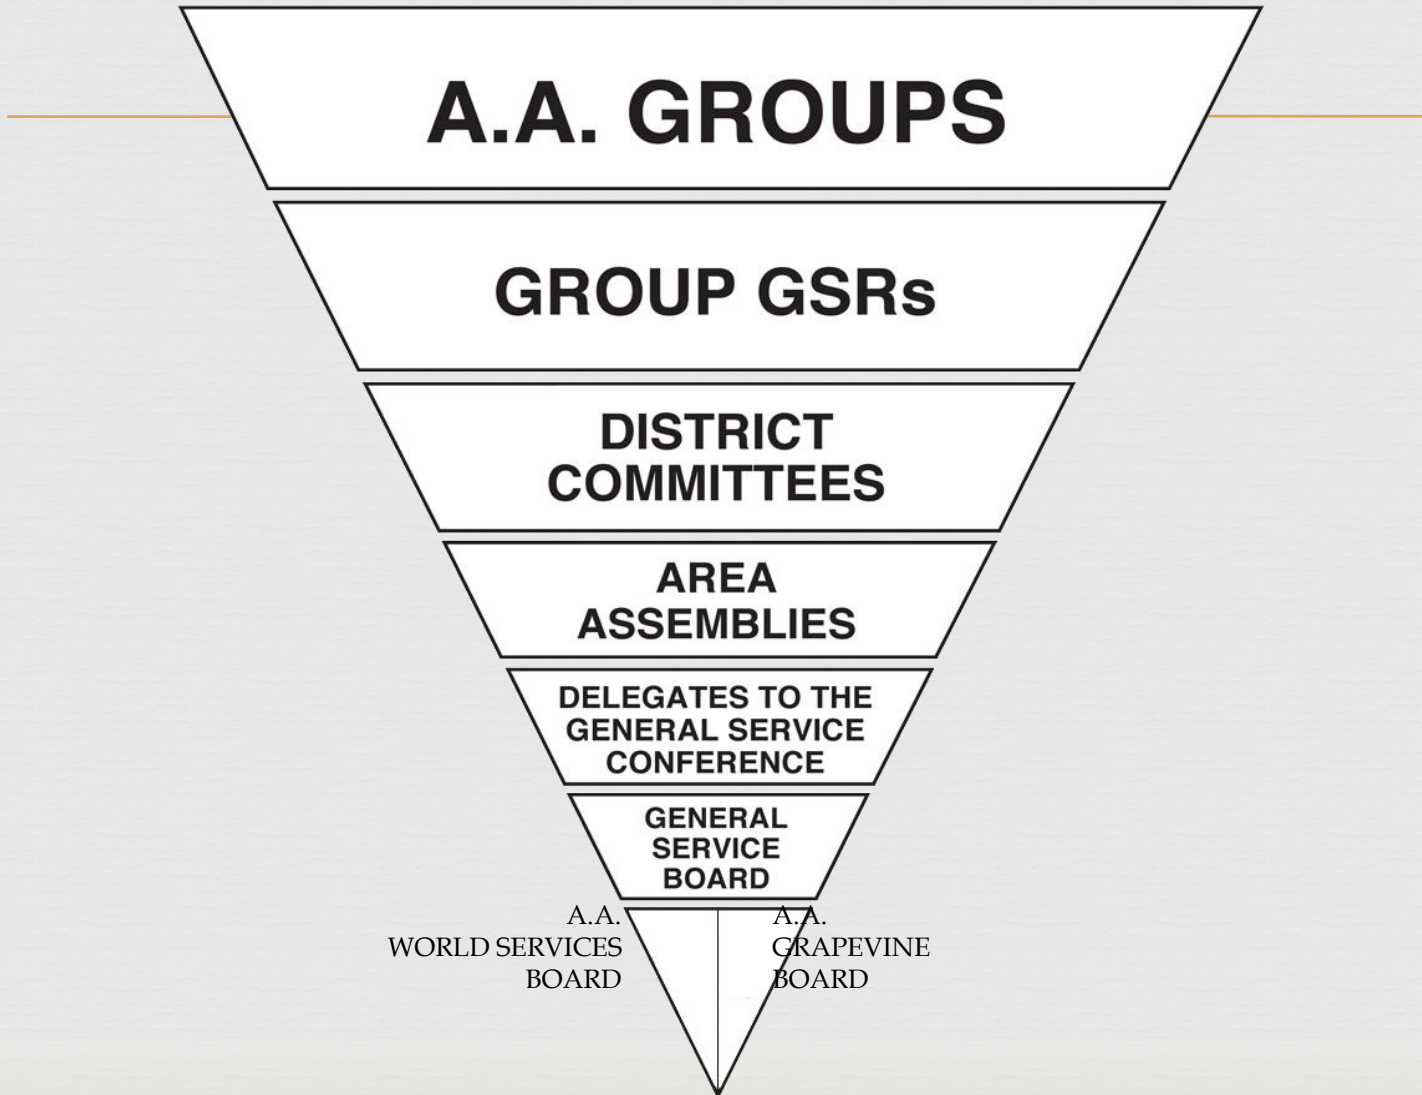 A.A. GROUPS
GROUP GSRs
DISTRICT
COMMITTEES
AREA
ASSEMBLIES
DELEGATES TO THE
GENERAL SERVICE
CONFERENCE
GENERAL
SERVICE
BOARD
A.A.
WORLD SERVICES
BOARD
A.A.
GRAPEVINE
BOARD